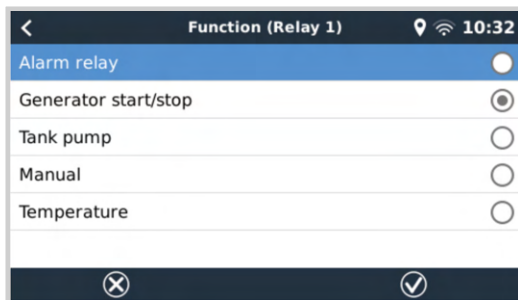 Function (Relay 1) 10:32
Alarm relay
Generator start/stop
Tank pump
Manual
Temperature